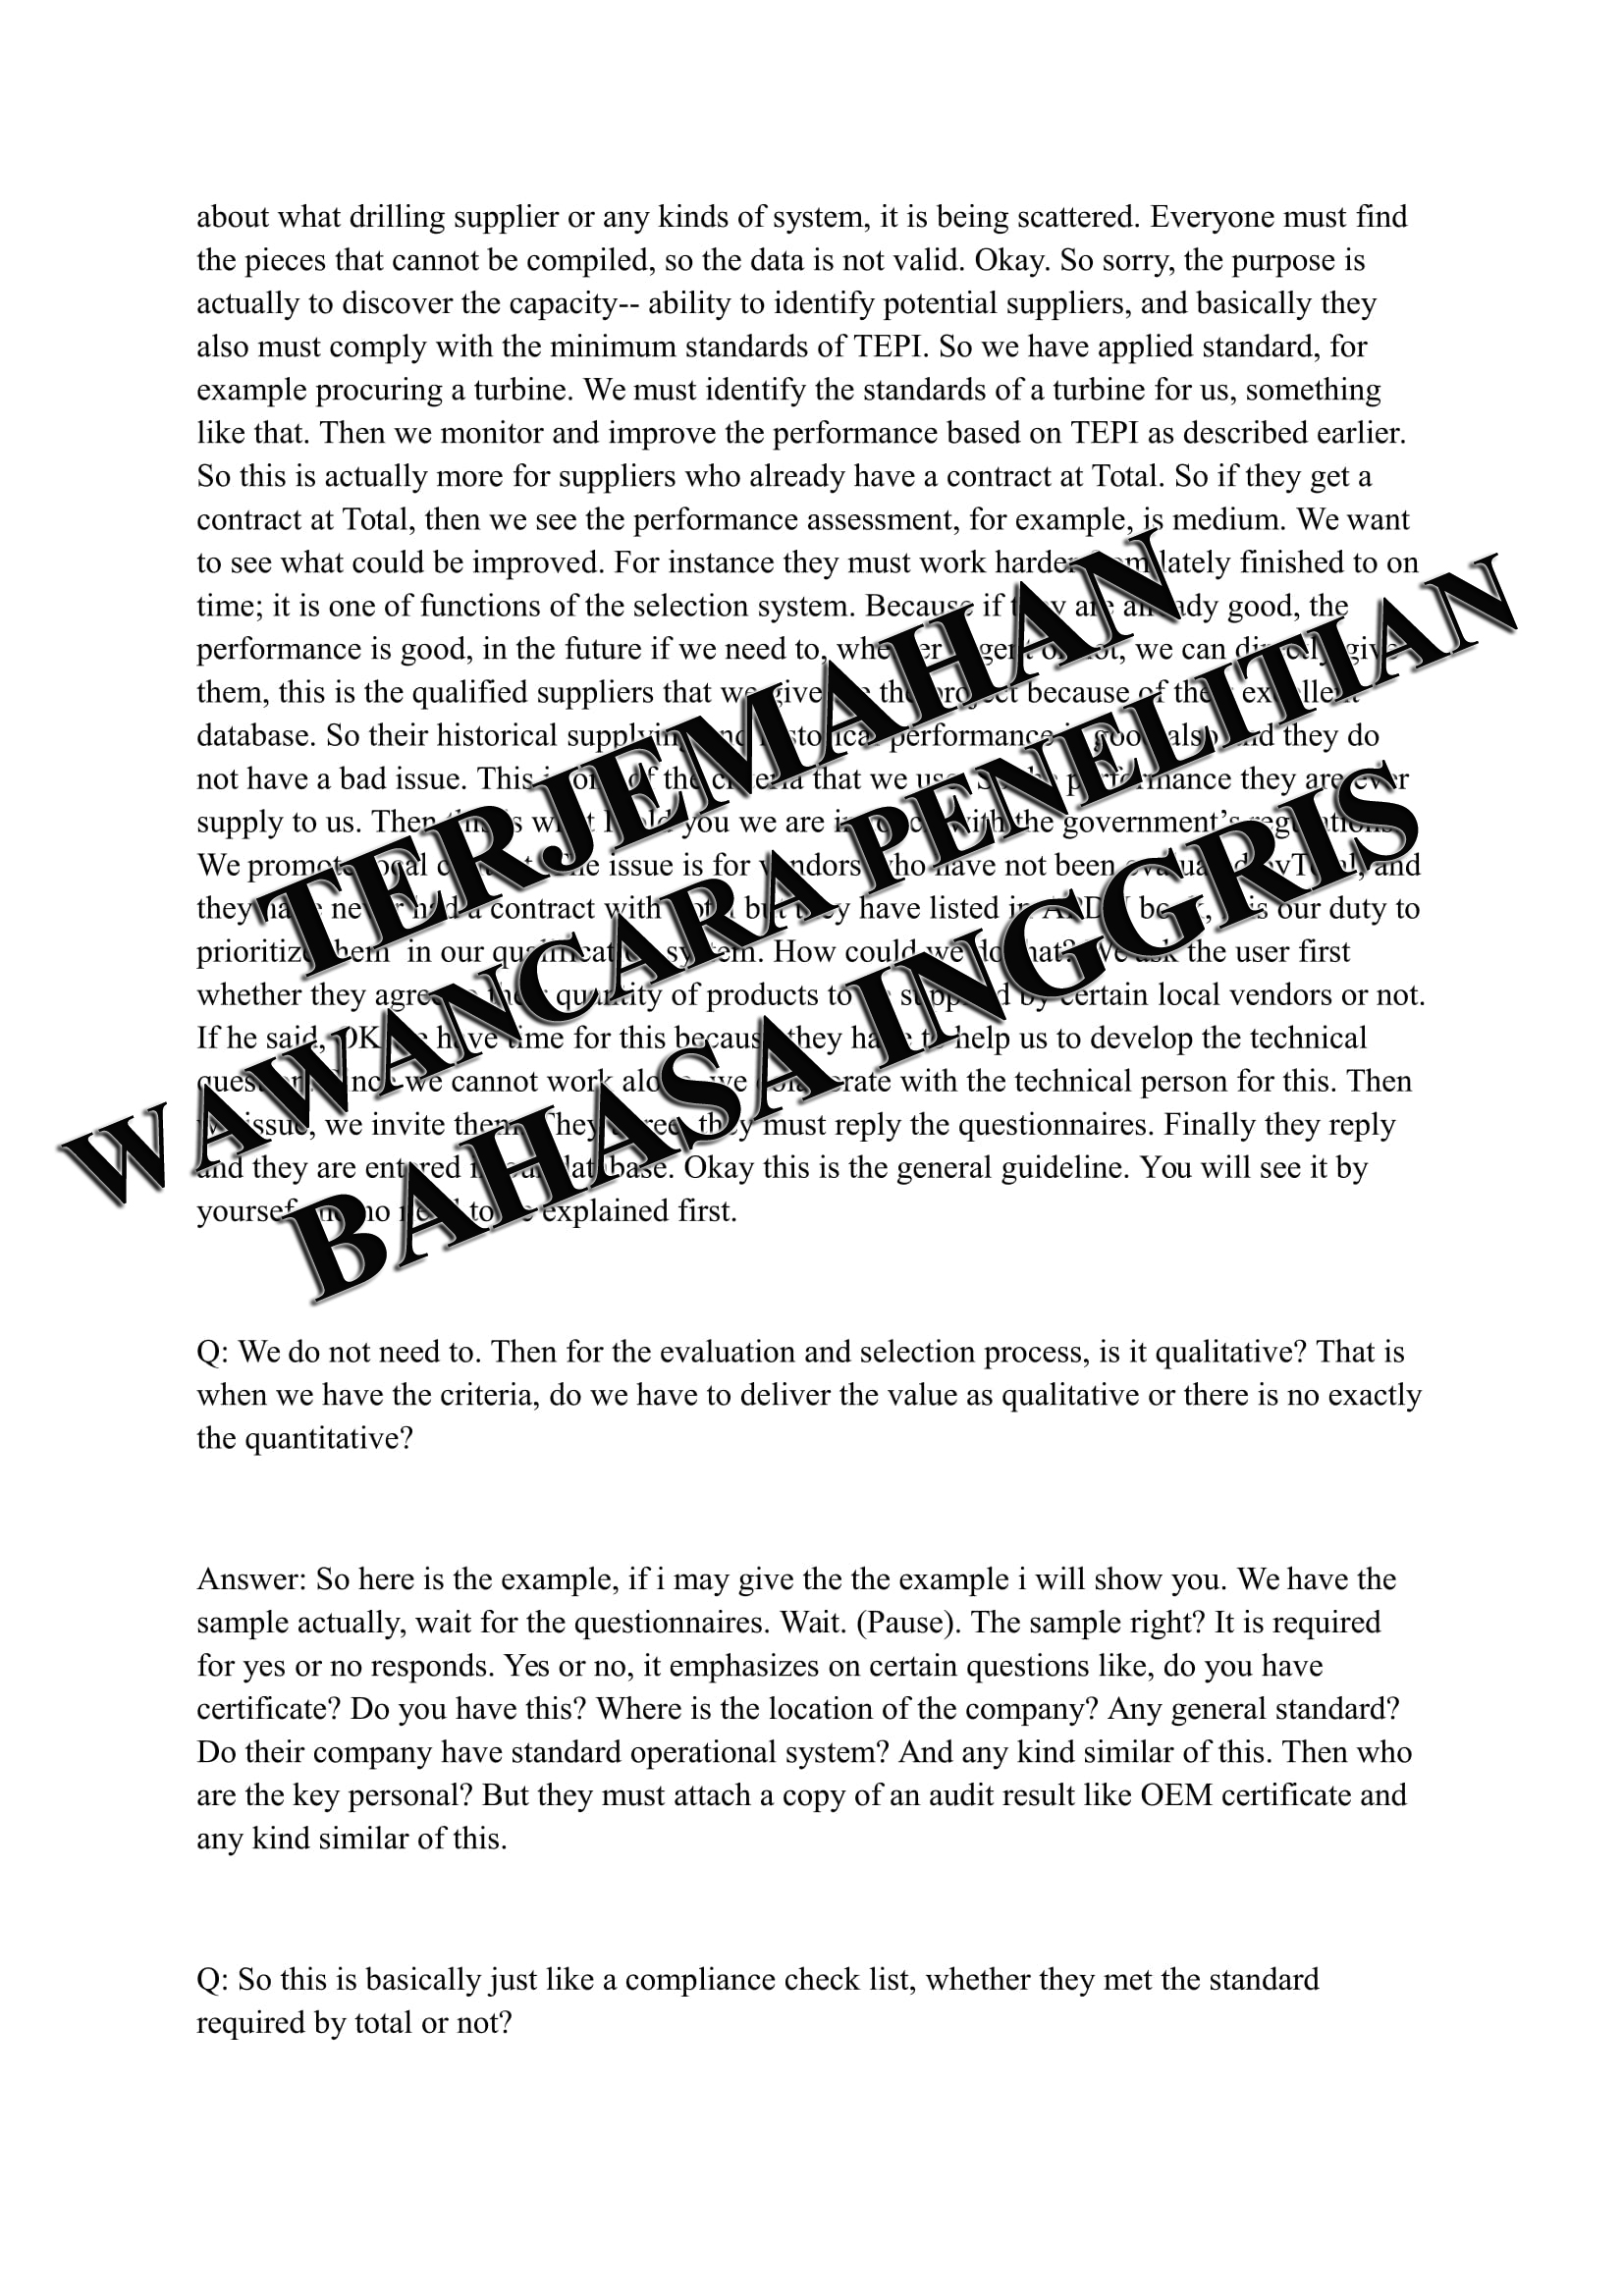 about what drilling supplier or any kinds of system, it is being scattered. Everyone must find
the pieces that cannot be compiled, so the data is not valid. Okay. So sorry, the purpose is
actually to discover the capacity-- ability to identify potential suppliers, and basically they
also must comply with the minimum standards of TEPI. So we have applied standard, for
example procuring a turbine. We must identify the standards of a turbine for us, something
like that. Then we monitor and improve the performance based on TEPI as described earlier.
So this is actually more for suppliers who already have a contract at Total. So if they get a
contract at Total, then we see the performance assessment, for example, is medium. We want
to see what could be improved. For instance they must work harder from lately finished to on
time; it is one of functions of the selection system. Because if they are already good, the
performance is good, in the future if we need to, whether urgent or not, we can directly give
them, this is the qualified suppliers that we give the project because of their excellent
database. So their historical supplying and historical performance is good also and they do
not have a bad issue. This is one of the criteria that we use. So the performance they are ever
supply to us. Then this is what I told you we are in touch with the government's regulations.
We promote local content. The issue is for vendors who have not been evaluated by Total, and
they have never had a contract with Total but they have listed in book, is our duty to
prioritize them in our qualification system. How could we do that? We ask the user first
whether they agree their quantity of products to be supplied by certain local vendors or not.
If he said, OK we have time for this because they have to help us to develop the technical
question. Since we cannot work alone, we collaborate with the technical person for this. Then
we issue, we invite them. They agree, they must reply the questionnaires. Finally they reply
and they are entered in our database. Okay this is the general guideline. You will see it by
yoursef no need to be explained first.
TERJEMAHAN
WAWANCARA PENELITIAN
BAHASA INGGRIS
Q: We do not need to. Then for the evaluation and selection process, is it qualitative? That is
when we have the criteria, do we have to deliver the value as qualitative or there is no exactly
the quantitative?
Answer: So here is the example, if i may give the the example i will show you. We have the
sample actually, wait for the questionnaires. Wait. (Pause). The sample right? It is required
for yes or no responds. Yes or no, it emphasizes on certain questions like, do you have
certificate? Do you have this? Where is the location of the company? Any general standard?
Do their company have standard operational system? And any kind similar of this. Then who
are the key personal? But they must attach a copy of an audit result like OEM certificate and
any kind similar of this.
Q: So this is basically just like a compliance check list, whether they met the standard
required by total or not?